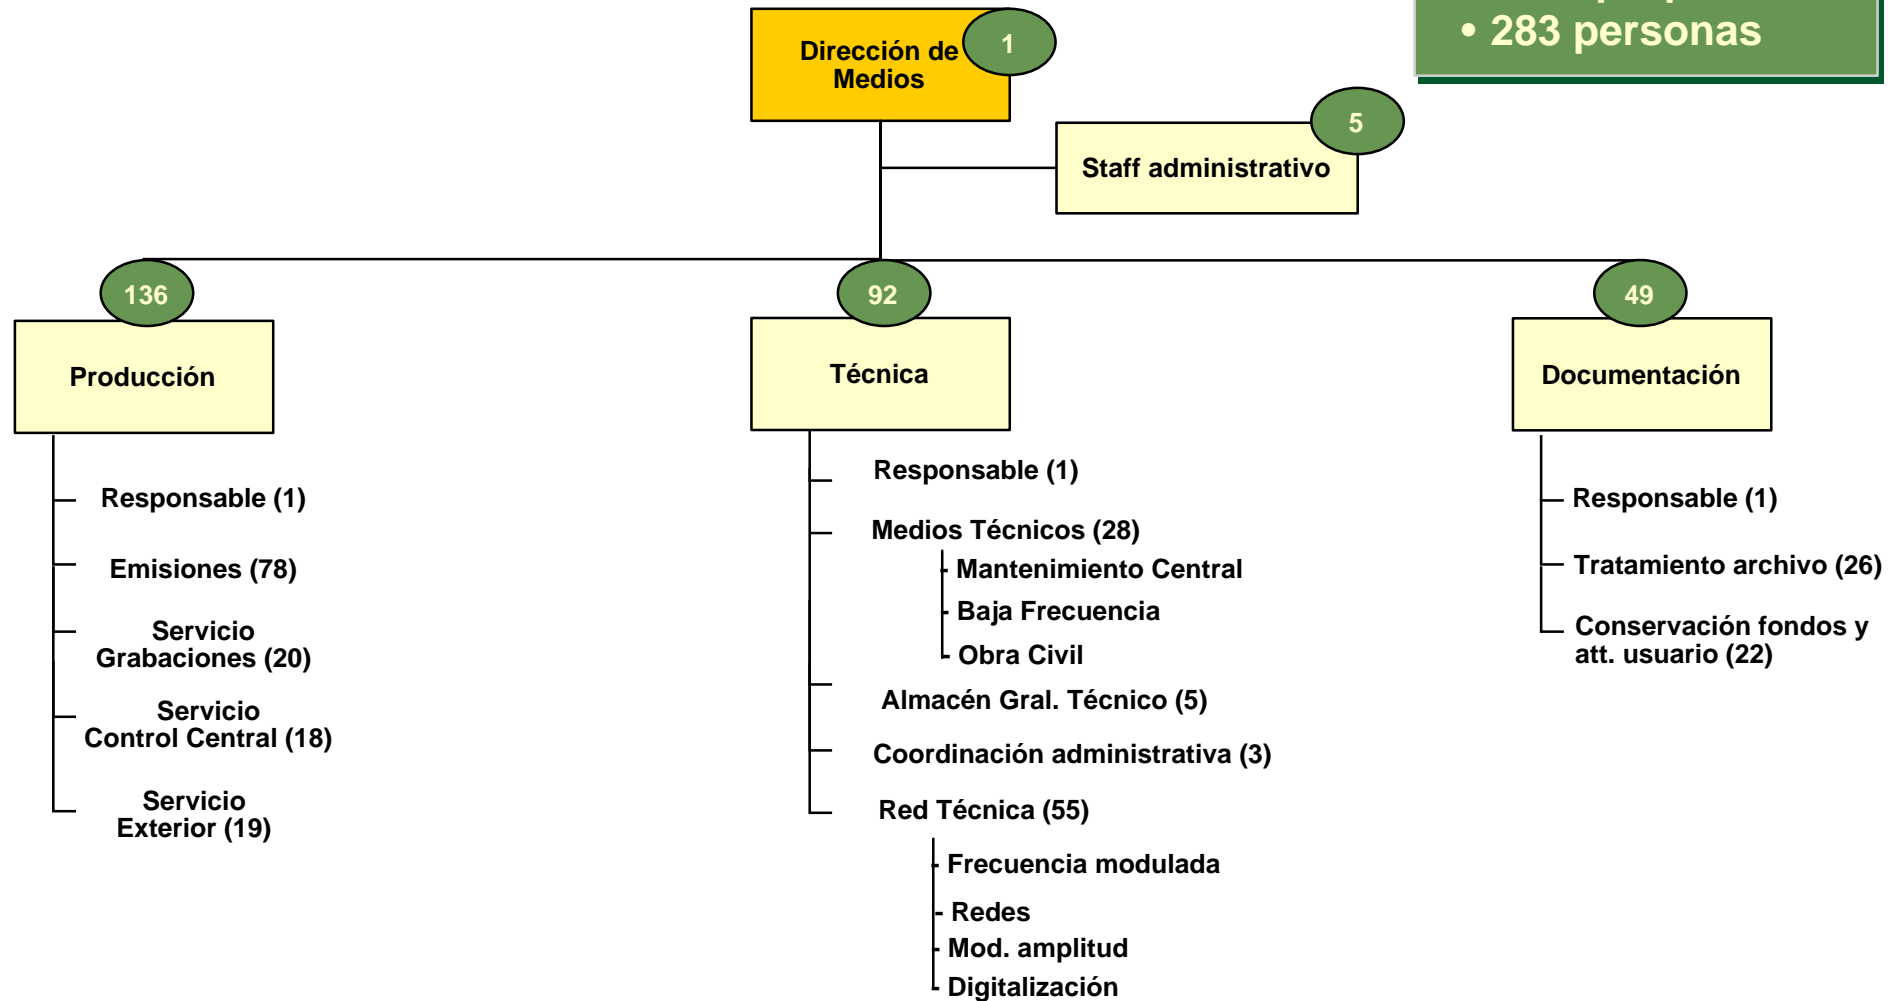 • 283 personas
Dirección de
Medios
1
Staff administrativo
5
136
Producción
Responsable (1)
Emisiones (78)
Servicio
Grabaciones (20)
Servicio
Control Central (18)
Servicio
Exterior (19)
92
Técnica
Responsable (1)
Medios Técnicos (28)
- Mantenimiento Central
- Baja Frecuencia
- Obra Civil
Almacén Gral. Técnico (5)
Coordinación administrativa (3)
Red Técnica (55)
- Frecuencia modulada
- Redes
- Mod. amplitud
- Digitalización
49
Documentación
Responsable (1)
Tratamiento archivo (26)
Conservación fondos y
att. usuario (22)